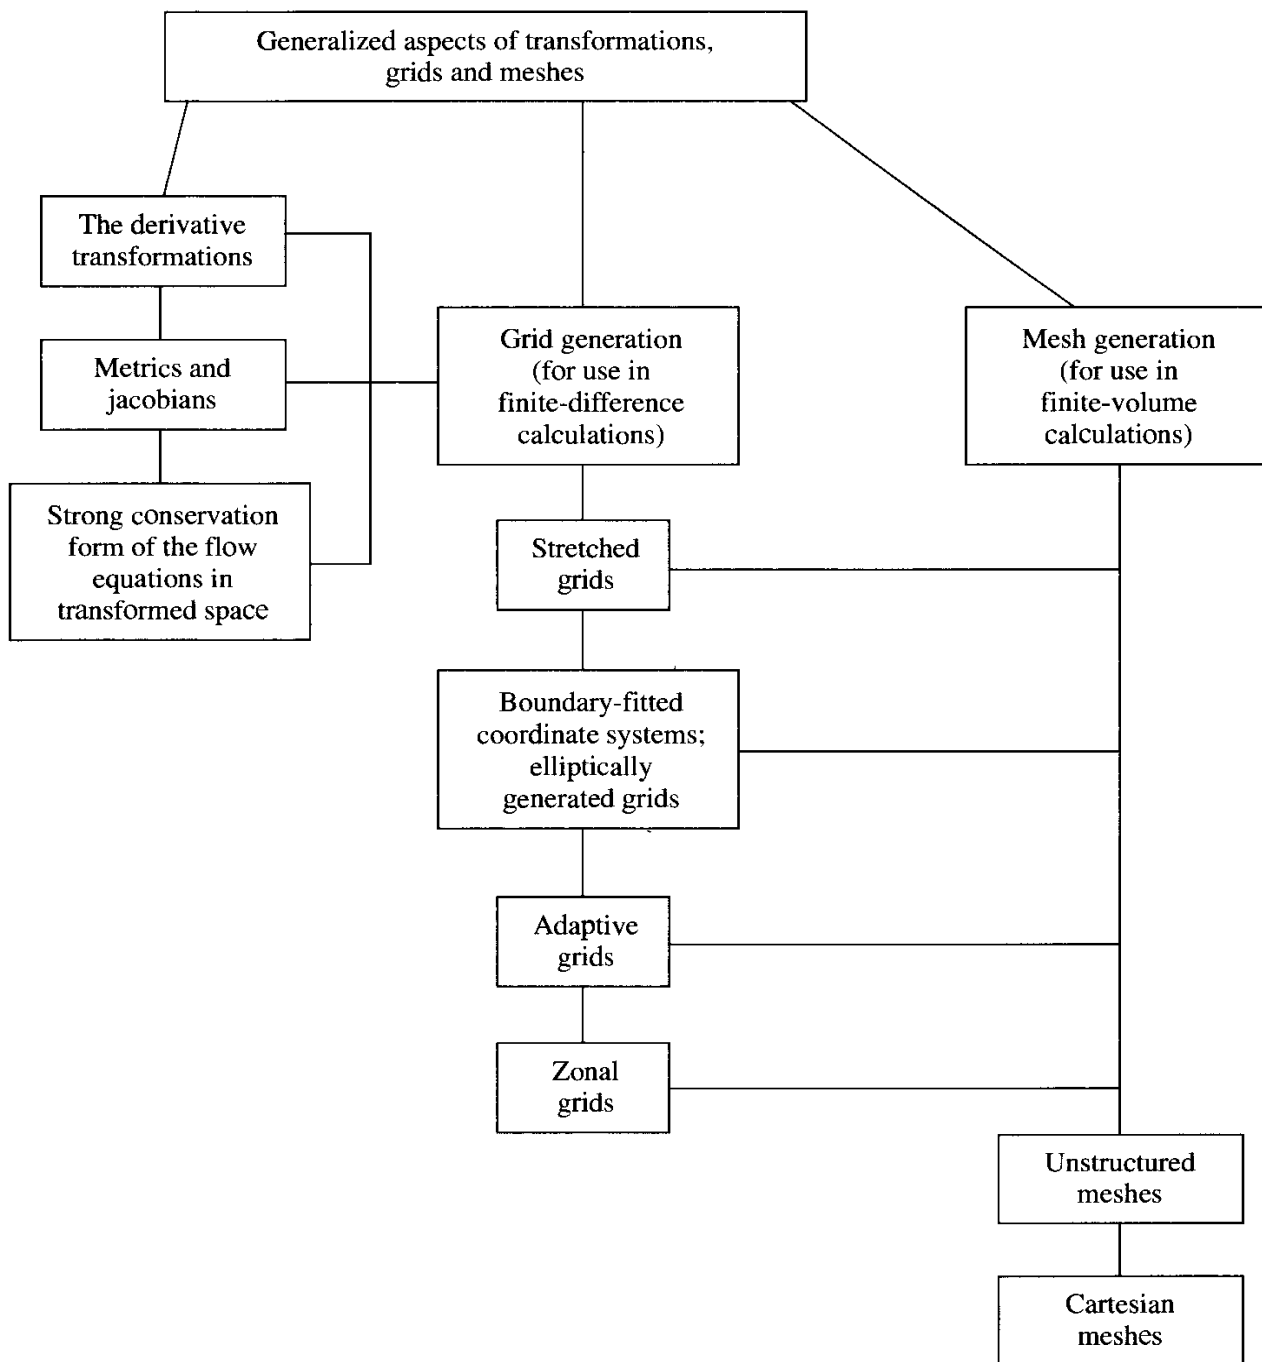 Generalized aspects of transformations,
grids and meshes
The derivative
transformations
Metrics and
jacobians
Strong conservation
form of the flow
equations in
transformed space
Grid generation
(for use in
finite-difference
calculations)
Stretched
grids
Boundary-fitted
coordinate systems;
elliptically
generated grids
Adaptive
grids
Zonal
grids
Mesh generation
(for use in
finite-volume
calculations)
Unstructured
meshes
Cartesian
meshes